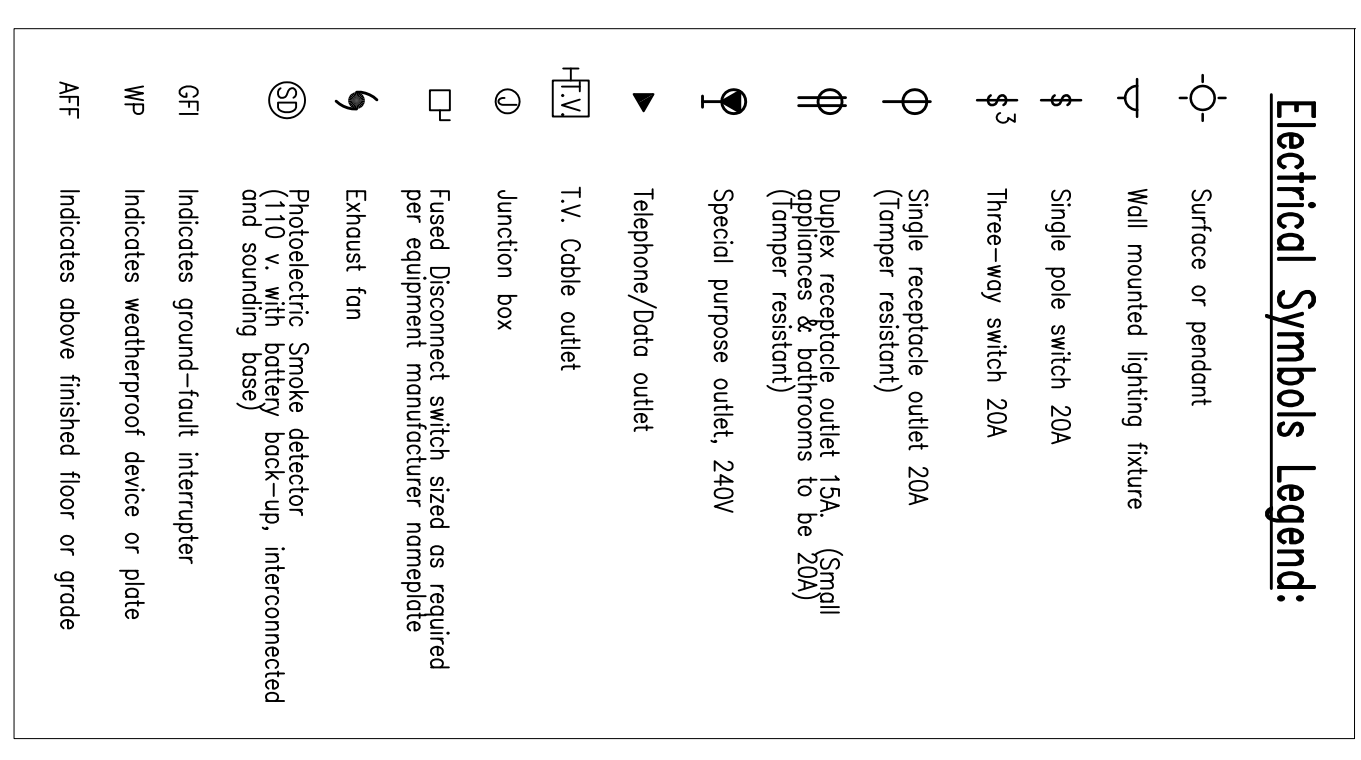 Electrical Symbols Legend:
Surface or pendant
Wall mounted lighting fixture
$ Single pole switch 20A
$3 Three-way switch 20A
Single receptacle outlet 20A
(Tamper resistant)
Duplex receptacle outlet 15A. (Small
appliances & bathrooms to be 20A)
(Tamper resistant)
Special purpose outlet, 240V
Telephone/Data outlet
T.V. T.V. Cable outlet
J Junction box
Fused Disconnect switch sized as required
per equipment manufacturer nameplate
Exhaust fan
SD Photoelectric Smoke detector
(110 v. with battery back-up, interconnected
and sounding base)
GFI Indicates ground-fault interrupter
WP Indicates weatherproof device or plate
AFF Indicates above finished floor or grade